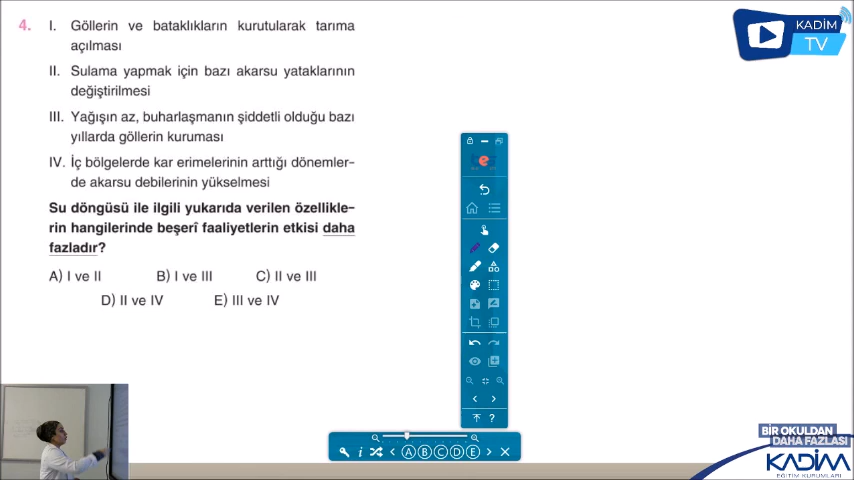 KADİM
TV
4. I. Göllerin ve bataklıkların kurutularak tarıma
açılması
II. Sulama yapmak için bazı akarsu yataklarının
değiştirilmesi
III. Yağışın az, buharlaşmanın şiddetli olduğu bazı
yıllarda göllerin kuruması
IV. İç bölgelerde kar erimelerinin arttığı dönemler-
de akarsu debilerinin yükselmesi
Su döngüsü ile ilgili yukarıda verilen özellikle-
rin hangilerinde beşerî faaliyetlerin etkisi daha
fazladır?
A) I ve II B) I ve III C) II ve III
D) II ve IV E) III ve IV
?
A B C D E
BİR OKULDAN
DAHA FAZLASI
KADİM
EĞİTİM KURUMLARI